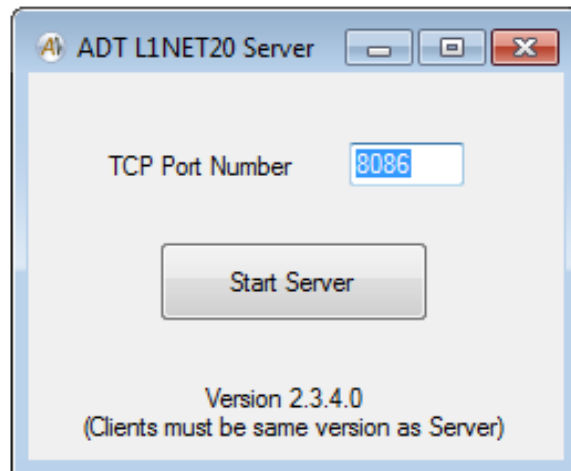 ADT L1NET20 Server
TCP Port Number 8086
Start Server
Version 2.3.4.0
(Clients must be same version as Server)